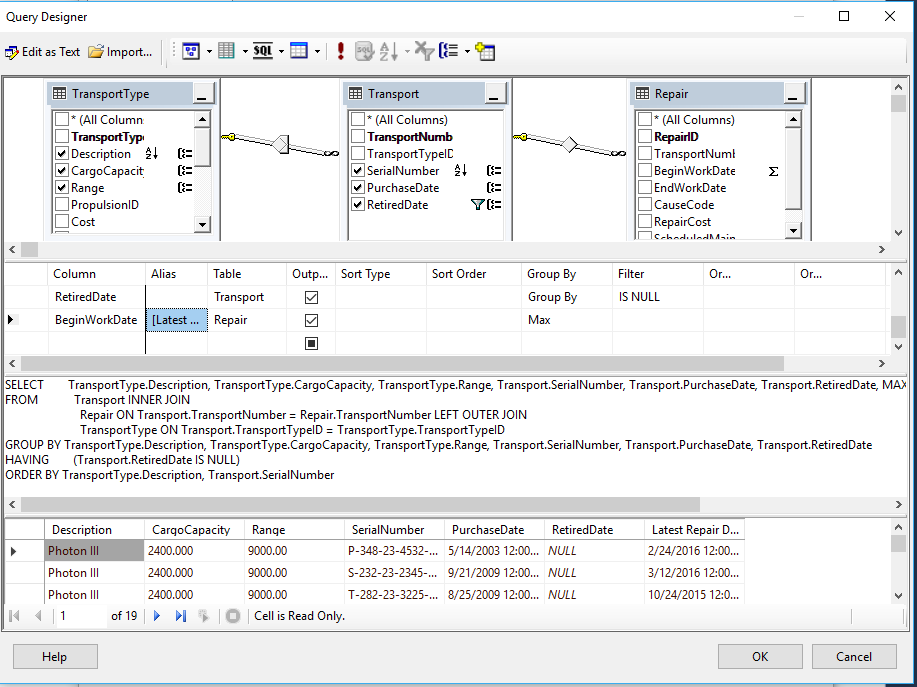 Query Designer
Edit as Text Import... SQL
TransportType
* (All Column
TransportTyp
Description
CargoCapacity
Range
PropulsionID
Cost
Transport
* (All Columns)
TransportNumb
TransportTypeID
SerialNumber
PurchaseDate
RetiredDate
Repair
* (All Columns)
RepairID
TransportNum
BeginWorkDate Σ
EndWorkDate
CauseCode
RepairCost
ScheduledMain
Column Alias Table Outp... Sort Type Sort Order Group By Filter Or... Or...
RetiredDate Transport Group By IS NULL
BeginWorkDate [Latest ... Repair Max
SELECT TransportType.Description, TransportType.CargoCapacity, TransportType.Range, Transport.SerialNumber, Transport.PurchaseDate, Transport.RetiredDate, MAX
FROM Transport INNER JOIN
Repair ON Transport.TransportNumber = Repair.TransportNumber LEFT OUTER JOIN
TransportType ON Transport.TransportTypeID = TransportType.TransportTypeID
GROUP BY TransportType.Description, TransportType.CargoCapacity, TransportType.Range, Transport.SerialNumber, Transport.PurchaseDate, Transport.RetiredDate
HAVING (Transport.RetiredDate IS NULL)
ORDER BY TransportType.Description, Transport.SerialNumber
Description CargoCapacity Range SerialNumber PurchaseDate RetiredDate Latest Repair D...
Photon III 2400.000 9000.00 P-348-23-4532-... 5/14/2003 12:00... NULL 2/24/2016 12:00...
Photon III 2400.000 9000.00 S-232-23-2345-... 9/21/2009 12:00... NULL 3/12/2016 12:00...
Photon III 2400.000 9000.00 T-282-23-3225-... 8/25/2009 12:00... NULL 10/24/2015 12:0...
1 of 19 Cell is Read Only.
Help OK Cancel